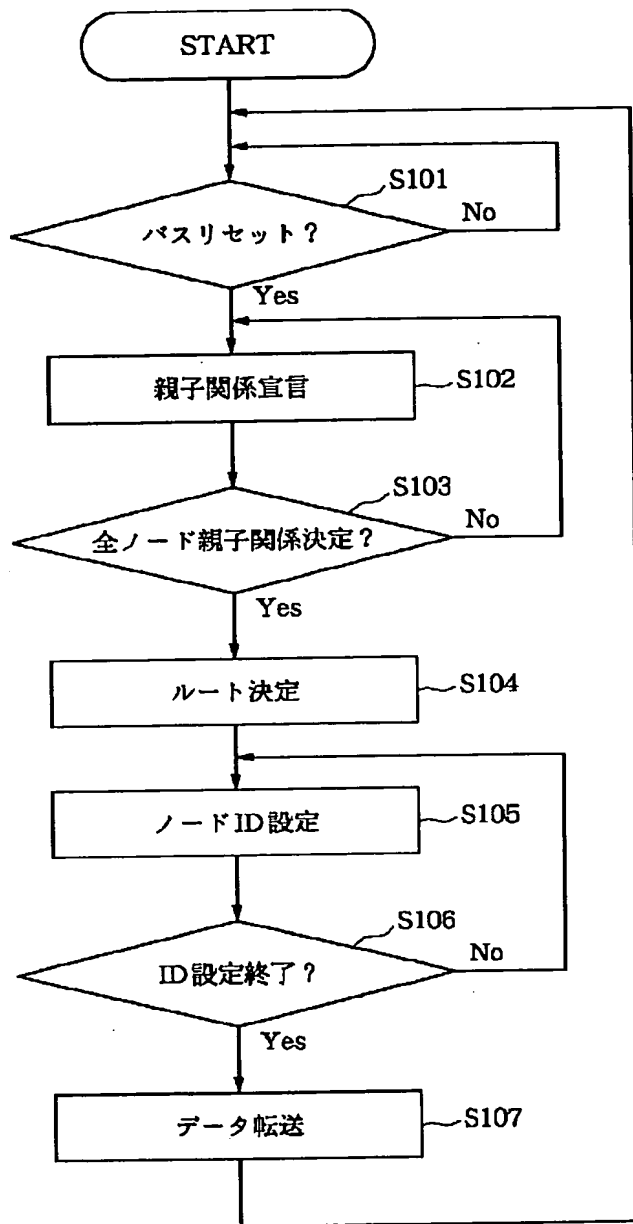 START
S101
バスリセット?
No
Yes
親子関係宣言
S102
S103
全ノード親子関係決定?
No
Yes
ルート決定
S104
ノードID設定
S105
S106
ID設定終了?
No
Yes
データ転送
S107